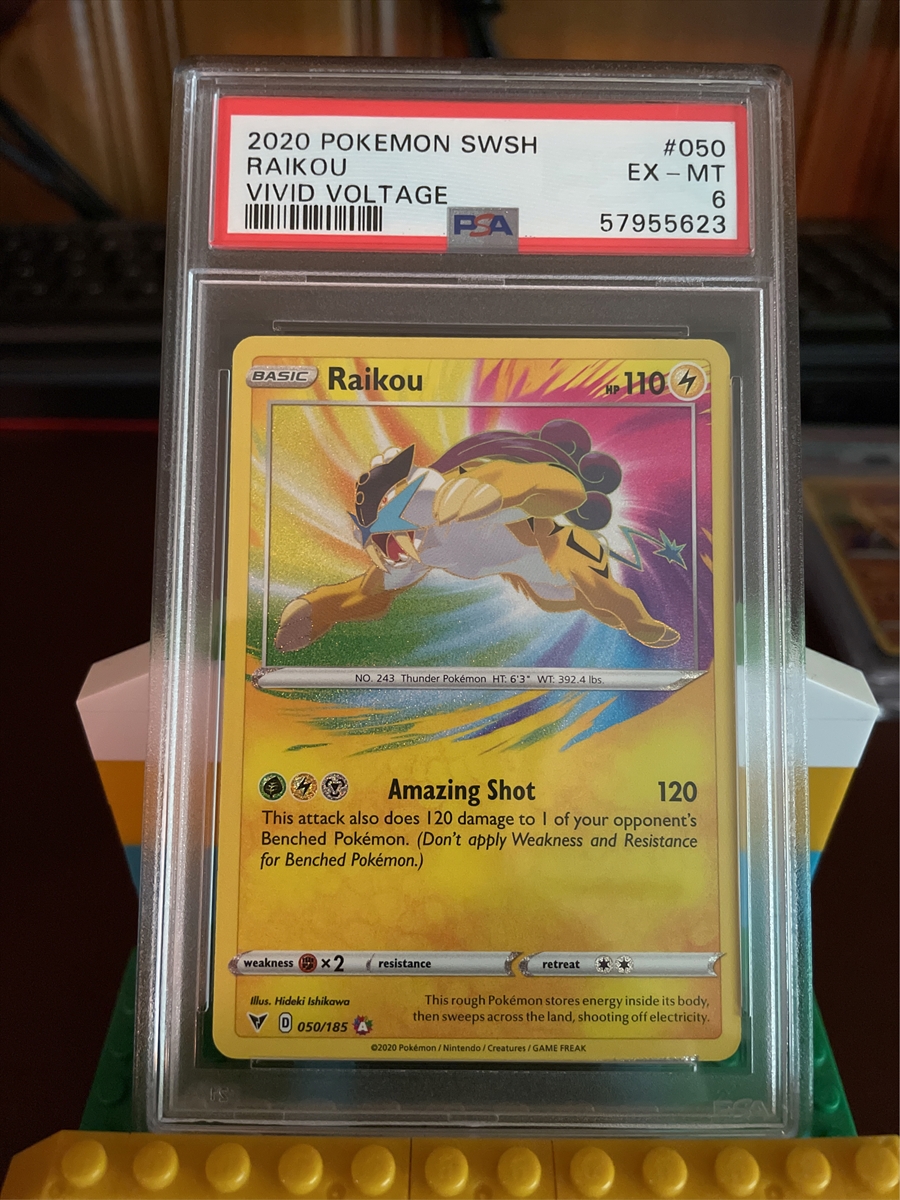 2020 POKEMON SWSH #050
RAIKOU EX - MT
VIVID VOLTAGE 6
PSA 57955623
BASIC Raikou HP 110
NO. 243 Thunder Pokémon HT: 6'3" WT: 392.4 lbs.
Amazing Shot 120
This attack also does 120 damage to 1 of your opponent's
Benched Pokémon. (Don't apply Weakness and Resistance
for Benched Pokémon.)
weakness ×2 resistance retreat
Illus. Hideki Ishikawa
This rough Pokémon stores energy inside its body,
then sweeps across the land, shooting off electricity.
D 050/185 A
©2020 Pokémon / Nintendo / Creatures / GAME FREAK
PSA